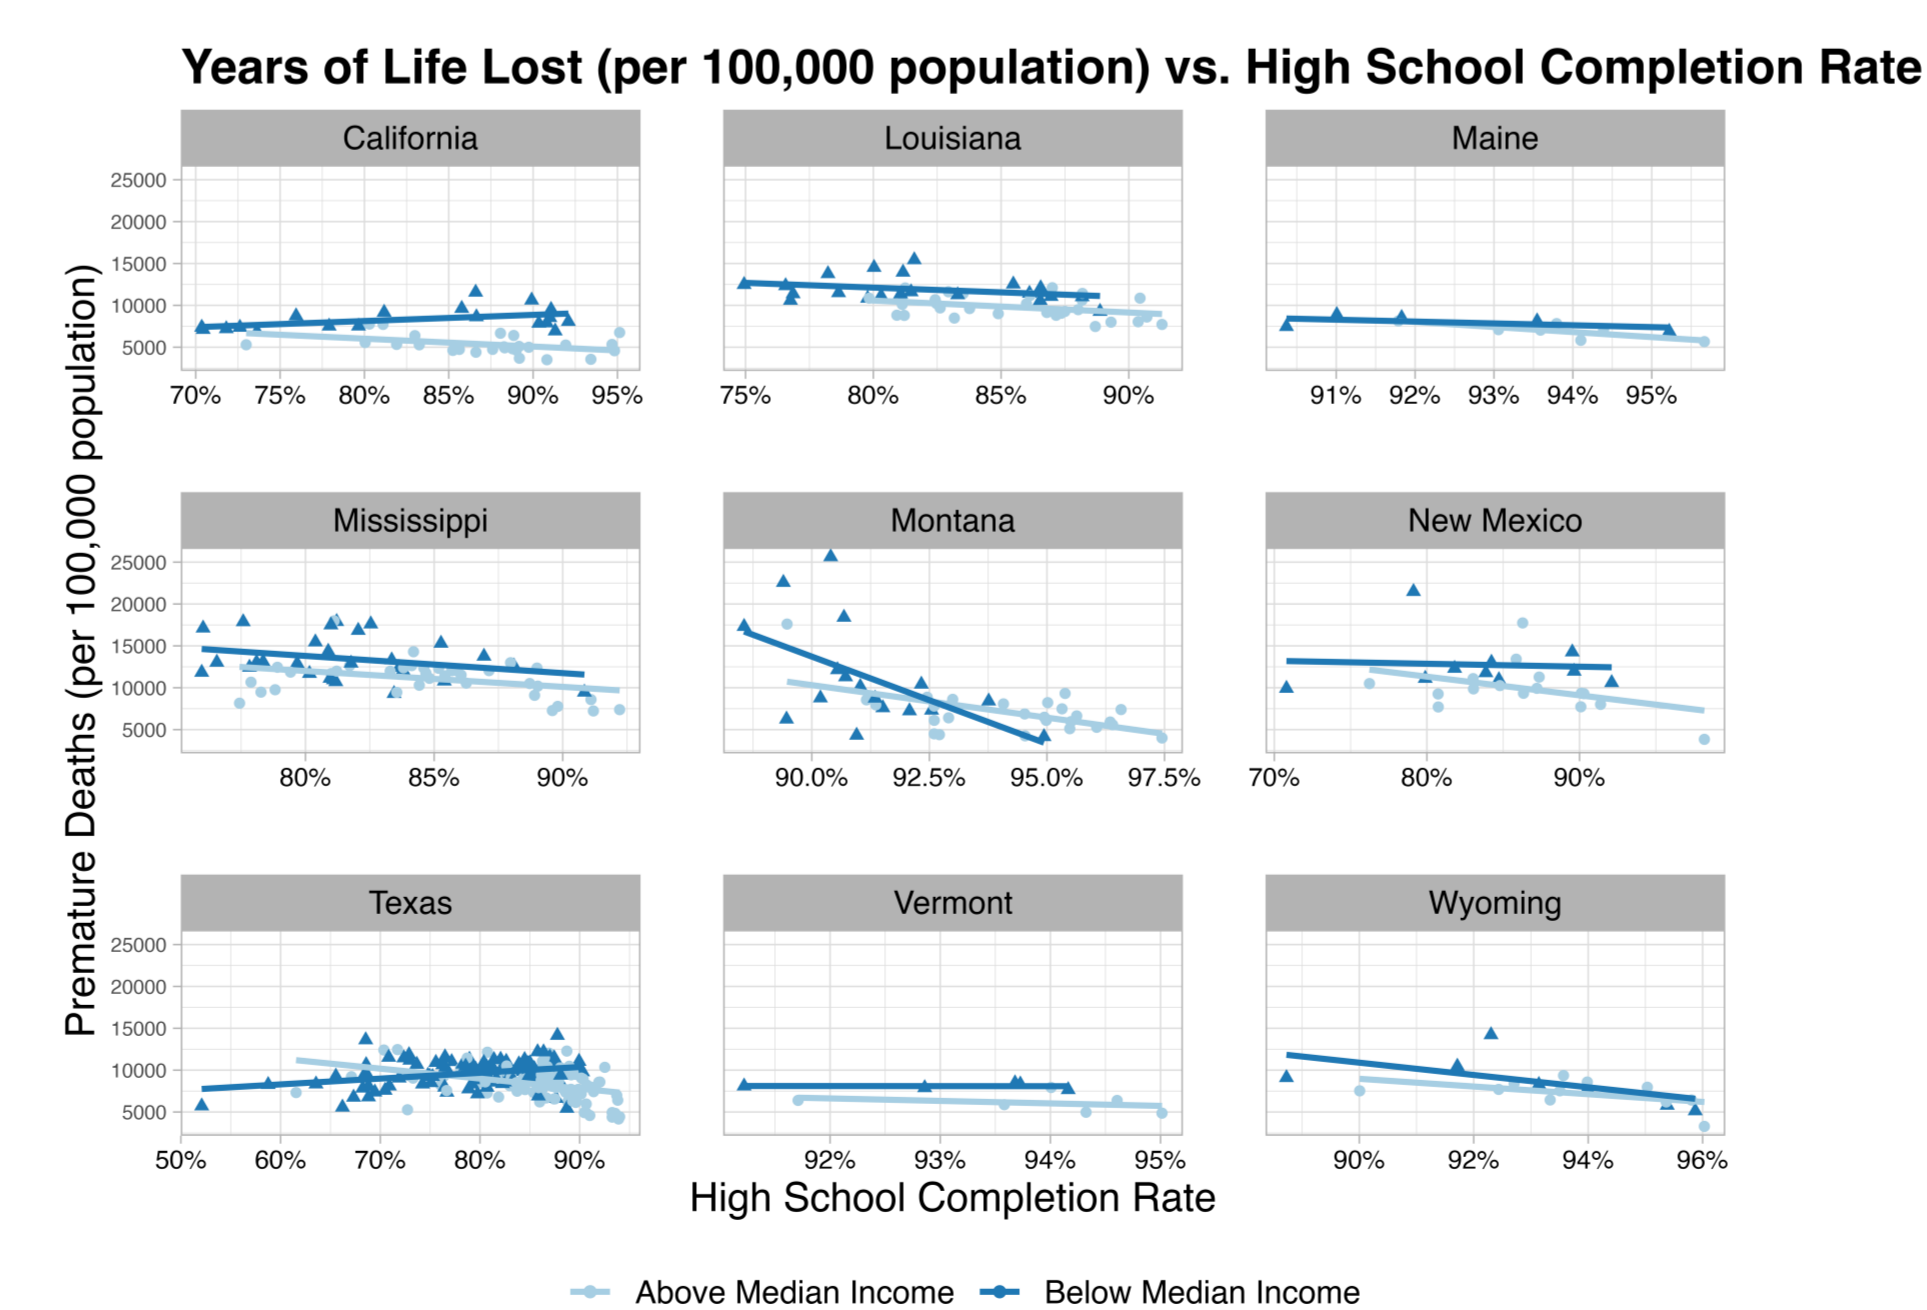 Years of Life Lost (per 100,000 population) vs. High School Completion Rate
Premature Deaths (per 100,000 population)
California
Louisiana
Maine
25000
20000
15000
10000
5000
70% 75% 80% 85% 90% 95%
75% 80% 85% 90%
91% 92% 93% 94% 95%
Mississippi
Montana
New Mexico
25000
20000
15000
10000
5000
80% 85% 90%
90.0% 92.5% 95.0% 97.5%
70% 80% 90%
Texas
Vermont
Wyoming
25000
20000
15000
10000
5000
50% 60% 70% 80% 90%
92% 93% 94% 95%
90% 92% 94% 96%
High School Completion Rate
Above Median Income
Below Median Income